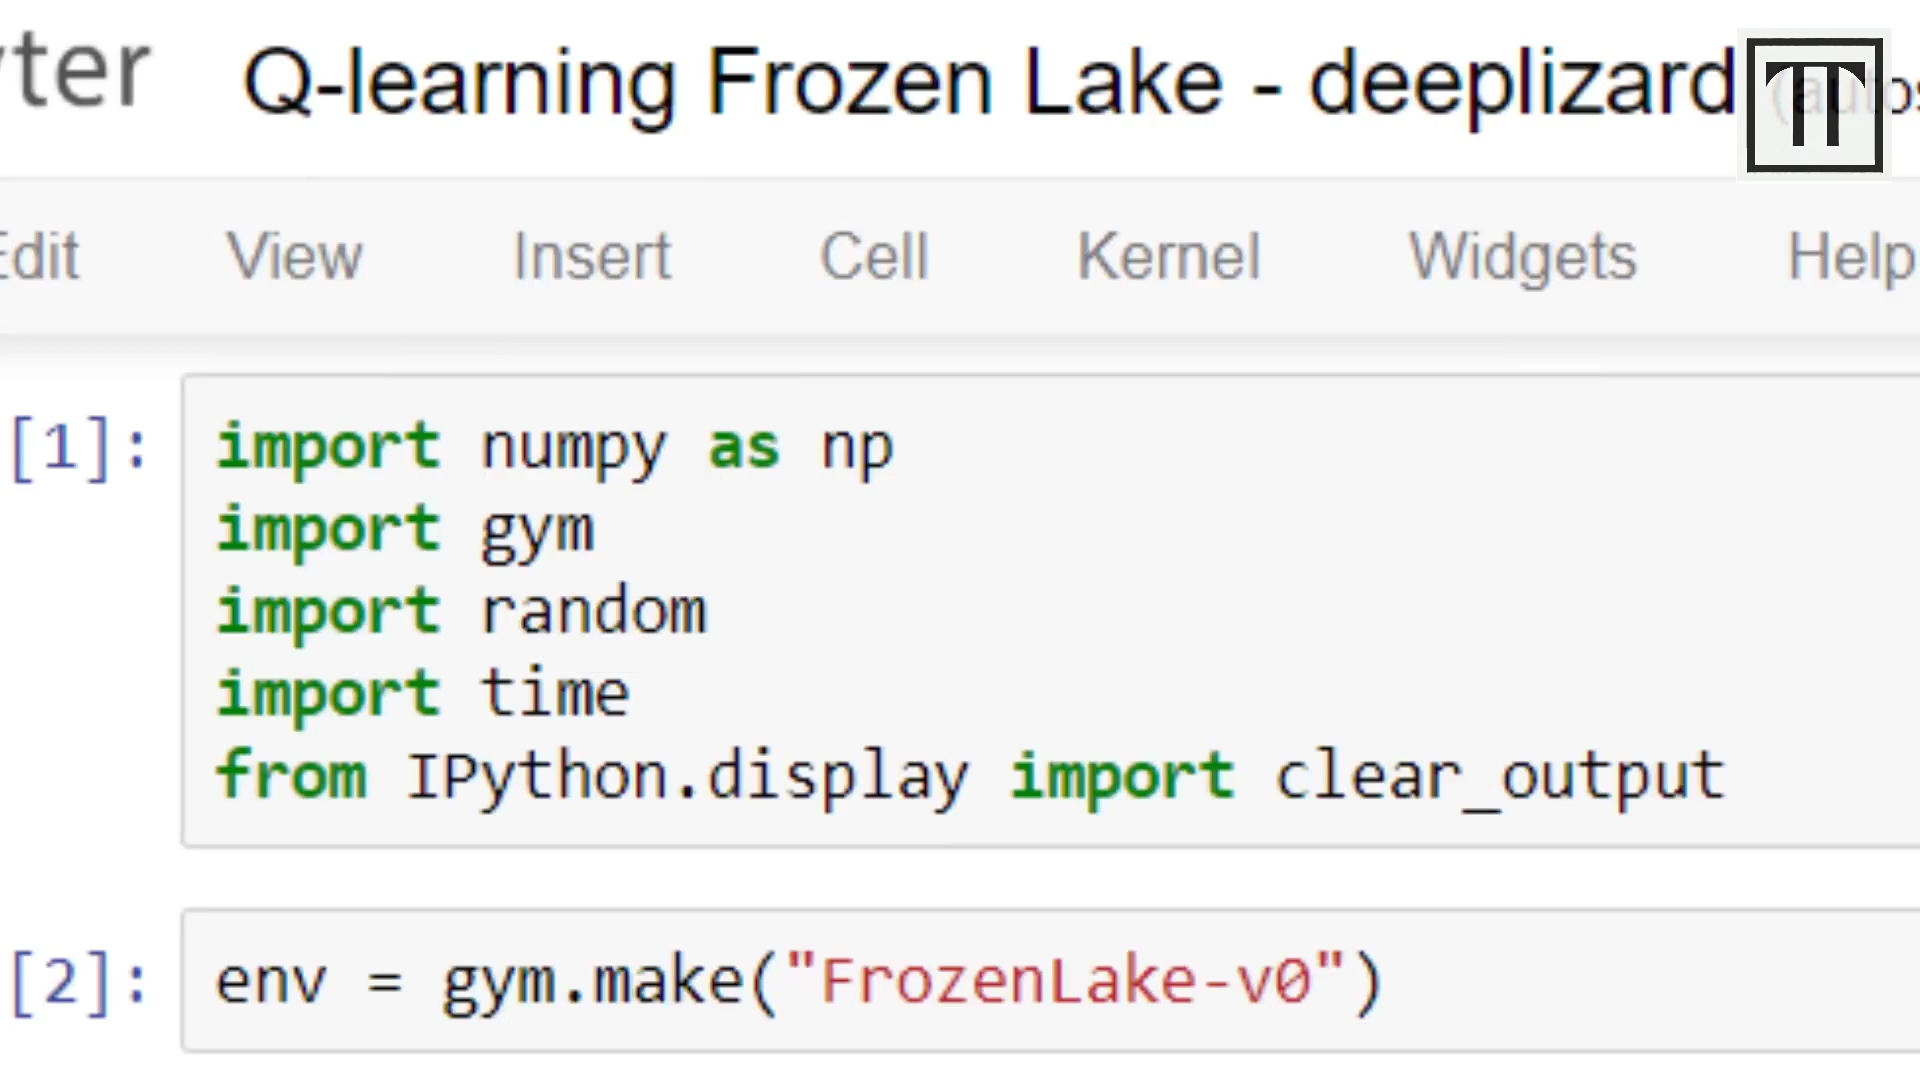 yter Q-learning Frozen Lake - deeplizard
Edit View Insert Cell Kernel Widgets Help
[1]: import numpy as np
import gym
import random
import time
from IPython.display import clear_output
[2]: env = gym.make("FrozenLake-v0")